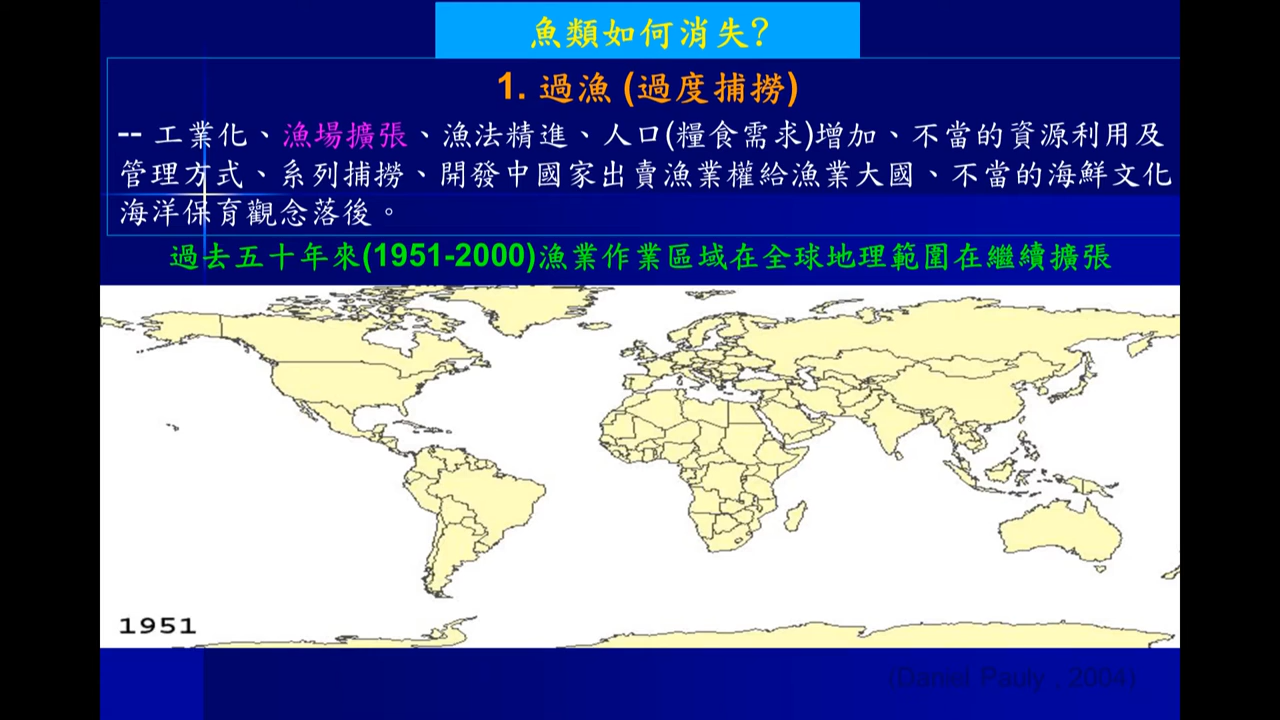 魚類如何消失?
1. 過漁 (過度捕撈)
-- 工業化、漁場擴張、漁法精進、人口(糧食需求)增加、不當的資源利用及
管理方式、系列捕撈、開發中國家出賣漁業權給漁業大國、不當的海鮮文化
海洋保育觀念落後。
過去五十年來(1951-2000)漁業作業區域在全球地理範圍在繼續擴張
1951
(Daniel Pauly , 2004)